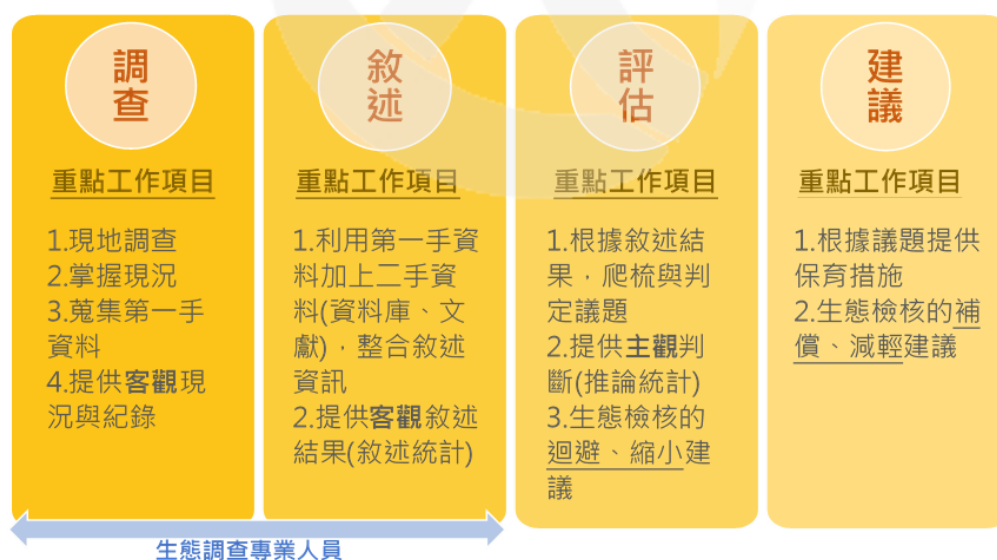 調
查
重點工作項目
1.現地調查
2.掌握現況
3.蒐集第一手
資料
4.提供客觀現
況與紀錄
敘
述
重點工作項目
1.利用第一手資
料加上二手資
料(資料庫、文
獻)，整合敘述
資訊
2.提供客觀敘述
結果(敘述統計)
評
估
重點工作項目
1.根據敘述結
果，爬梳與判
定議題
2.提供主觀判
斷(推論統計)
3.生態檢核的
迴避、縮小建
議
建
議
重點工作項目
1.根據議題提供
保育措施
2.生態檢核的補
償、減輕建議
生態調查專業人員